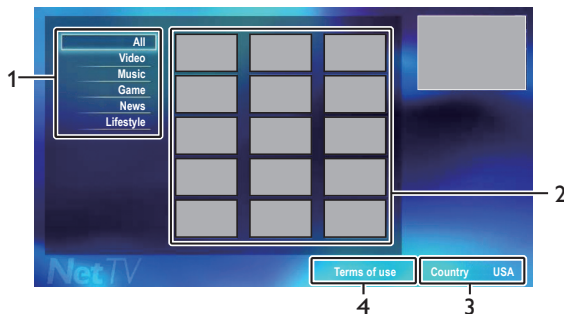 All
Video
Music
Game
News
Lifestyle
1
2
NetTV
Terms of use
Country USA
4
3